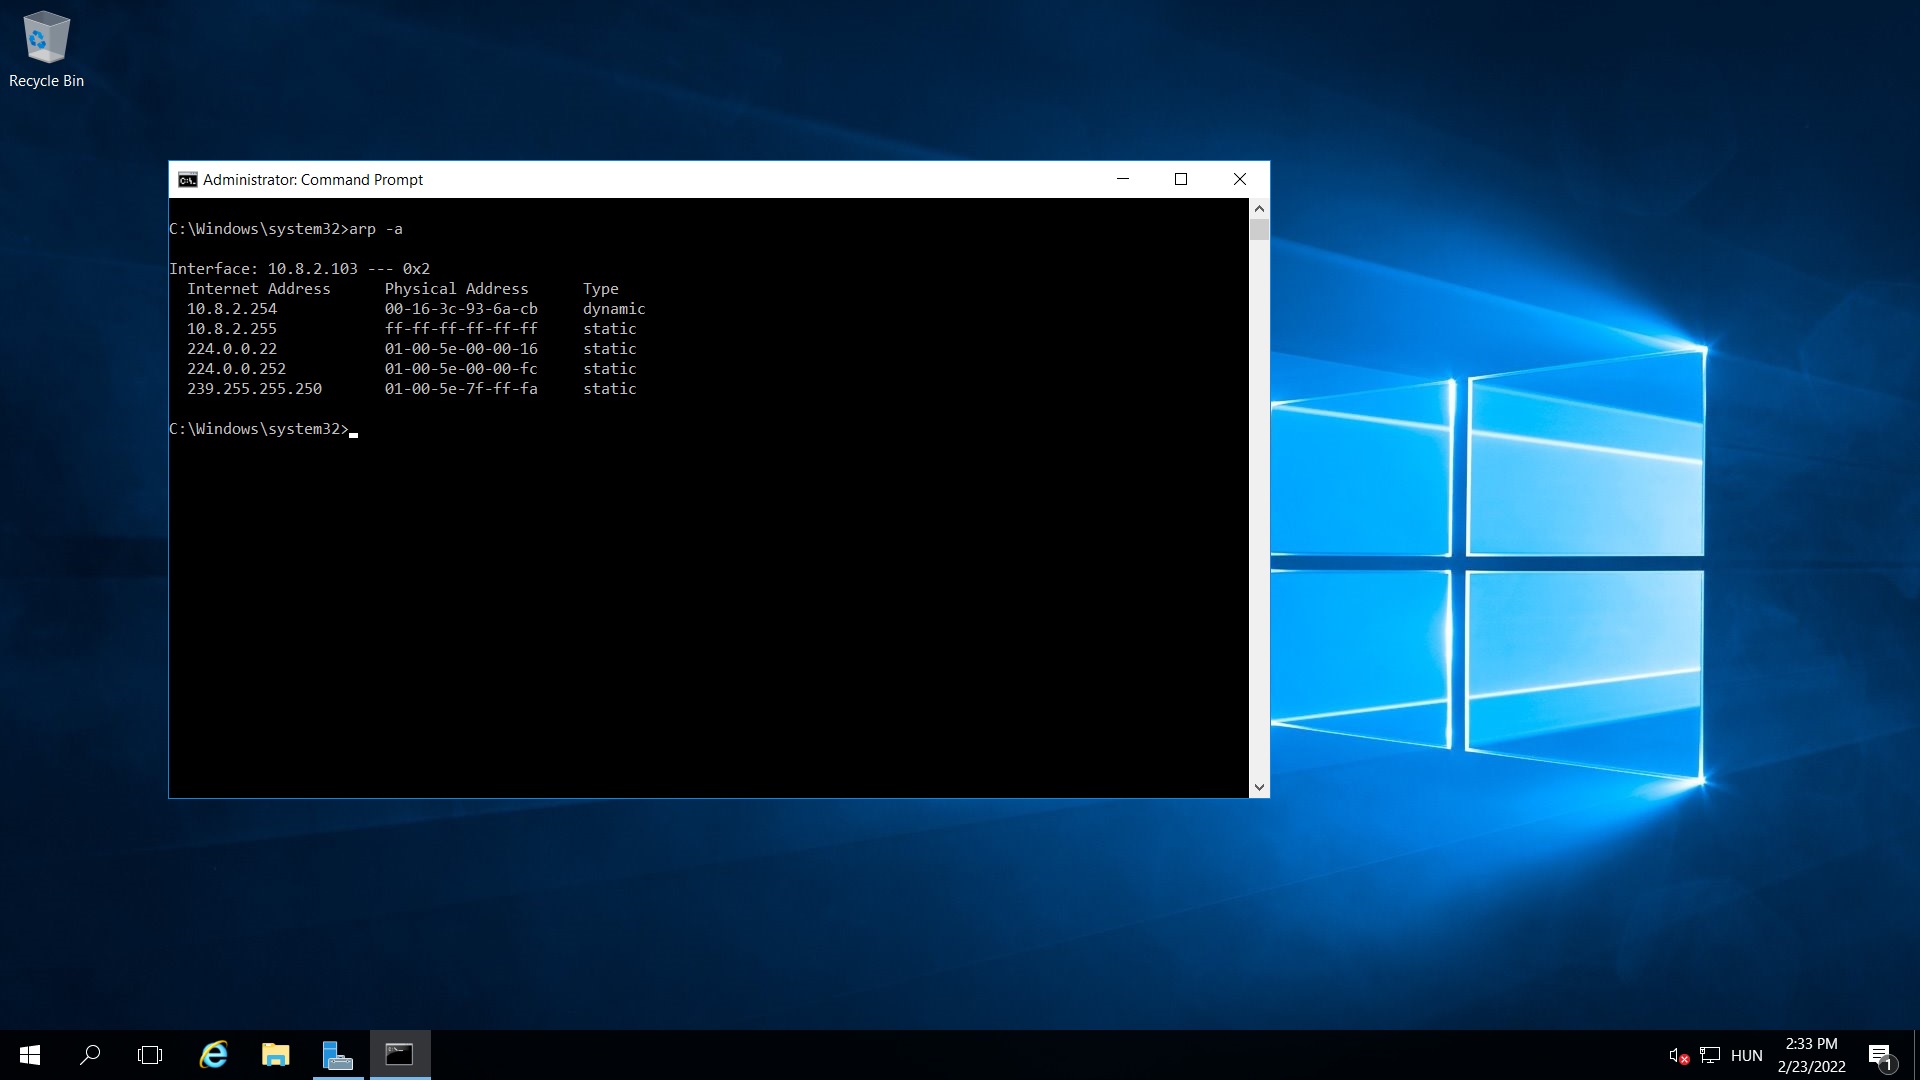 Recycle Bin
Administrator: Command Prompt
C:\Windows\system32>arp -a
Interface: 10.8.2.103 --- 0x2
  Internet Address      Physical Address      Type
  10.8.2.254            00-16-3c-93-6a-cb     dynamic
  10.8.2.255            ff-ff-ff-ff-ff-ff     static
  224.0.0.22            01-00-5e-00-00-16     static
  224.0.0.252           01-00-5e-00-00-fc     static
  239.255.255.250       01-00-5e-7f-ff-fa     static
C:\Windows\system32>
HUN
2:33 PM
2/23/2022
1